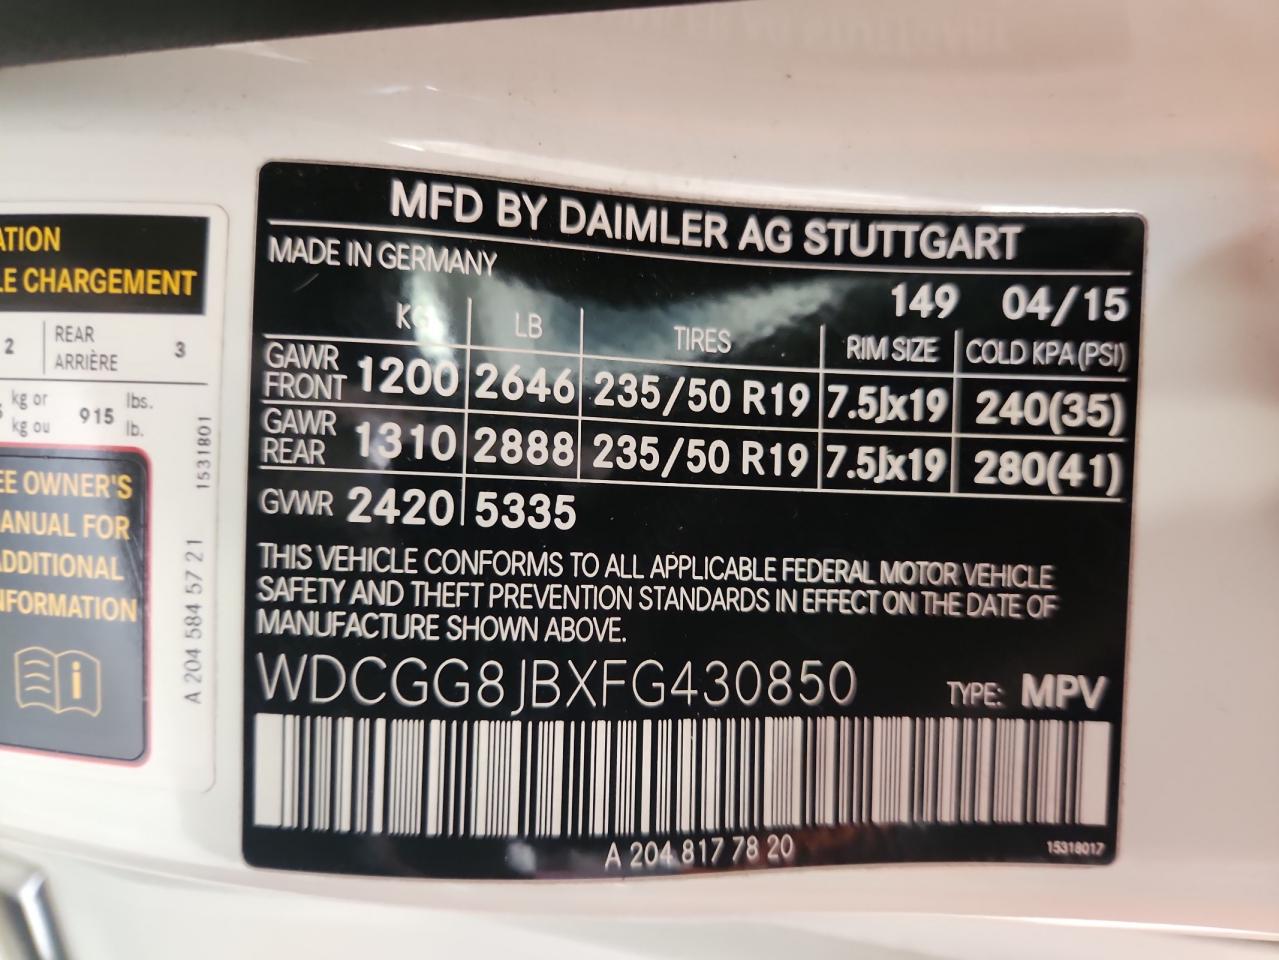 ATION
LE CHARGEMENT
2
REAR
ARRIÈRE
3
kg or
kg ou
915
lbs.
lb.
EE OWNER'S
ANUAL FOR
ADDITIONAL
NFORMATION
A 204 584 57 21
1531801
MFD BY DAIMLER AG STUTTGART
MADE IN GERMANY
149 04/15
KG LB TIRES RIM SIZE COLD KPA(PSI)
GAWR
FRONT 1200 2646 235/50 R19 7.5Jx19 240(35)
GAWR
REAR 1310 2888 235/50 R19 7.5Jx19 280(41)
GVWR 2420 5335
THIS VEHICLE CONFORMS TO ALL APPLICABLE FEDERAL MOTOR VEHICLE
SAFETY AND THEFT PREVENTION STANDARDS IN EFFECT ON THE DATE OF
MANUFACTURE SHOWN ABOVE.
WDCGG8JBXFG430850 TYPE: MPV
A 204 817 78 20
15318017